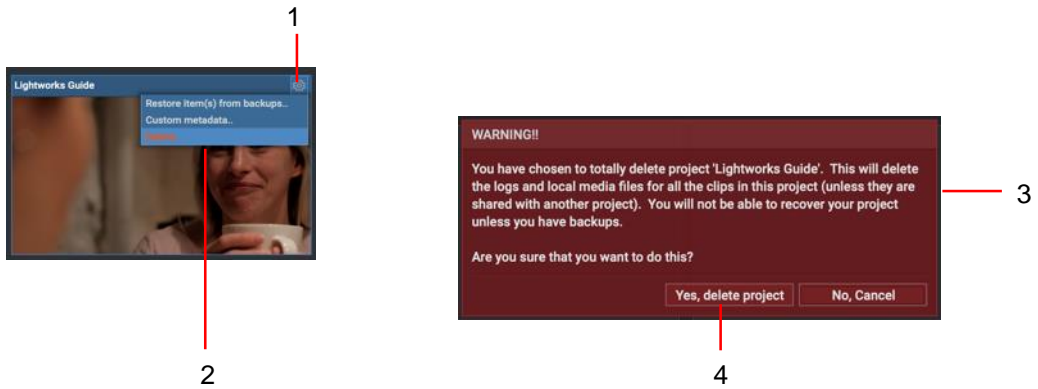 1
Lightworks Guide
Restore item(s) from backups..
Custom metadata..
WARNING!!
You have chosen to totally delete project 'Lightworks Guide'. This will delete
the logs and local media files for all the clips in this project (unless they are
shared with another project). You will not be able to recover your project
unless you have backups.
Are you sure that you want to do this?
Yes, delete project
No, Cancel
3
2
4